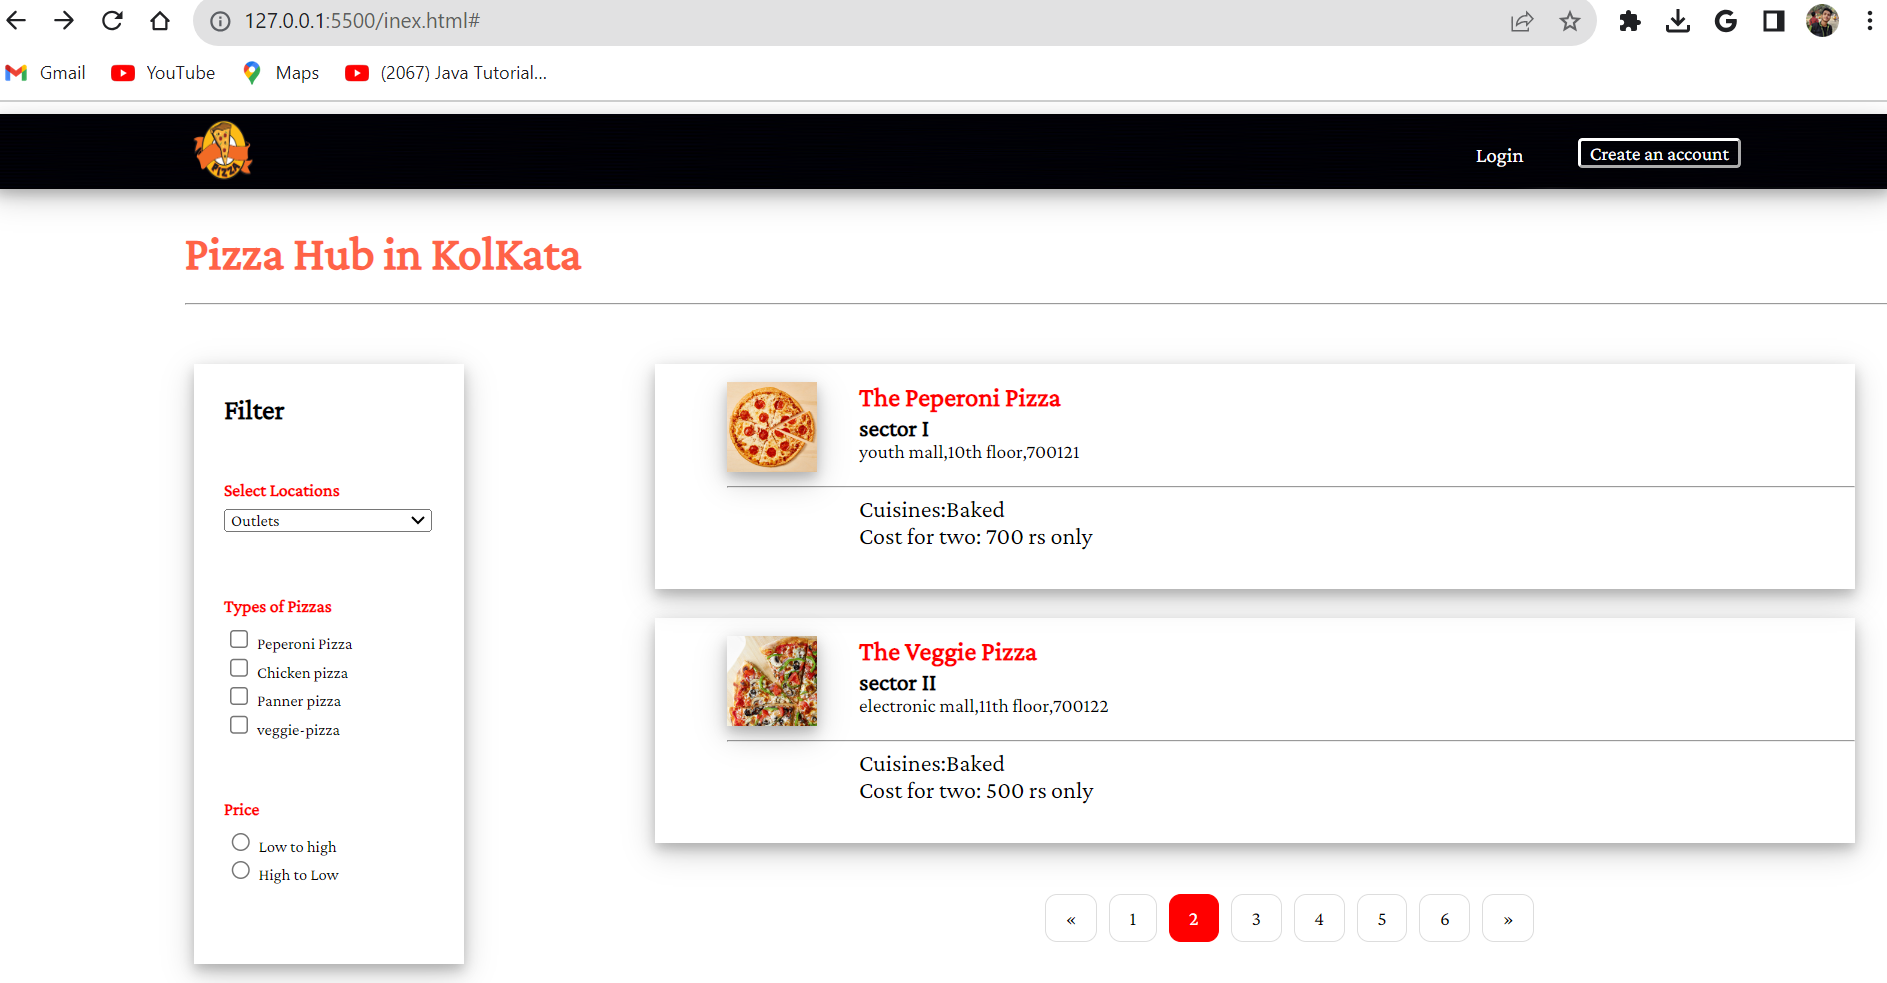 127.0.0.1:5500/inex.html#
Gmail YouTube Maps (2067) Java Tutorial...
PIZZA
Login Create an account
Pizza Hub in KolKata
Filter
Select Locations
Outlets
Types of Pizzas
Peperoni Pizza
Chicken pizza
Panner pizza
veggie-pizza
Price
Low to high
High to Low
The Peperoni Pizza
sector I
youth mall,10th floor,700121
Cuisines:Baked
Cost for two: 700 rs only
The Veggie Pizza
sector II
electronic mall,11th floor,700122
Cuisines:Baked
Cost for two: 500 rs only
« 1 2 3 4 5 6 »